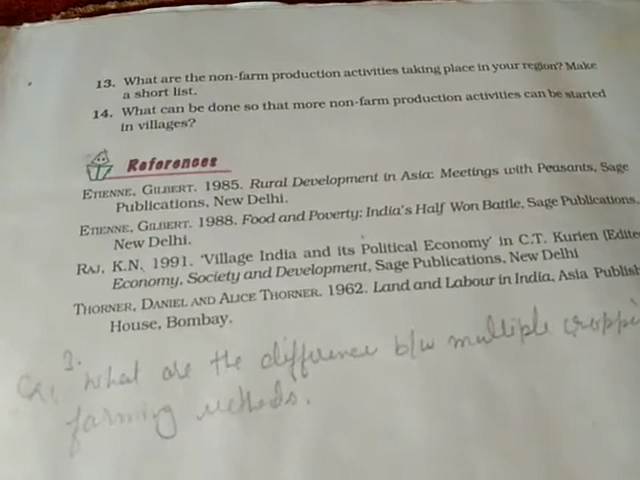 13. What are the non-farm production activities taking place in your region? Make
a short list.
14. What can be done so that more non-farm production activities can be started
in villages?
References
ETIENNE, GILBERT. 1985. Rural Development in Asia: Meetings with Peasants, Sage
Publications, New Delhi.
ETIENNE, GILBERT. 1988. Food and Poverty: India's Half Won Battle, Sage Publications,
New Delhi.
RAJ, K.N. 1991. 'Village India and its Political Economy' in C.T. Kurien (Edite
Economy, Society and Development, Sage Publications, New Delhi
THORNER, DANIEL AND ALICE THORNER. 1962. Land and Labour in India, Asia Publish
House, Bombay.
3. What are the difference b/w multiple croppi
farming methods.